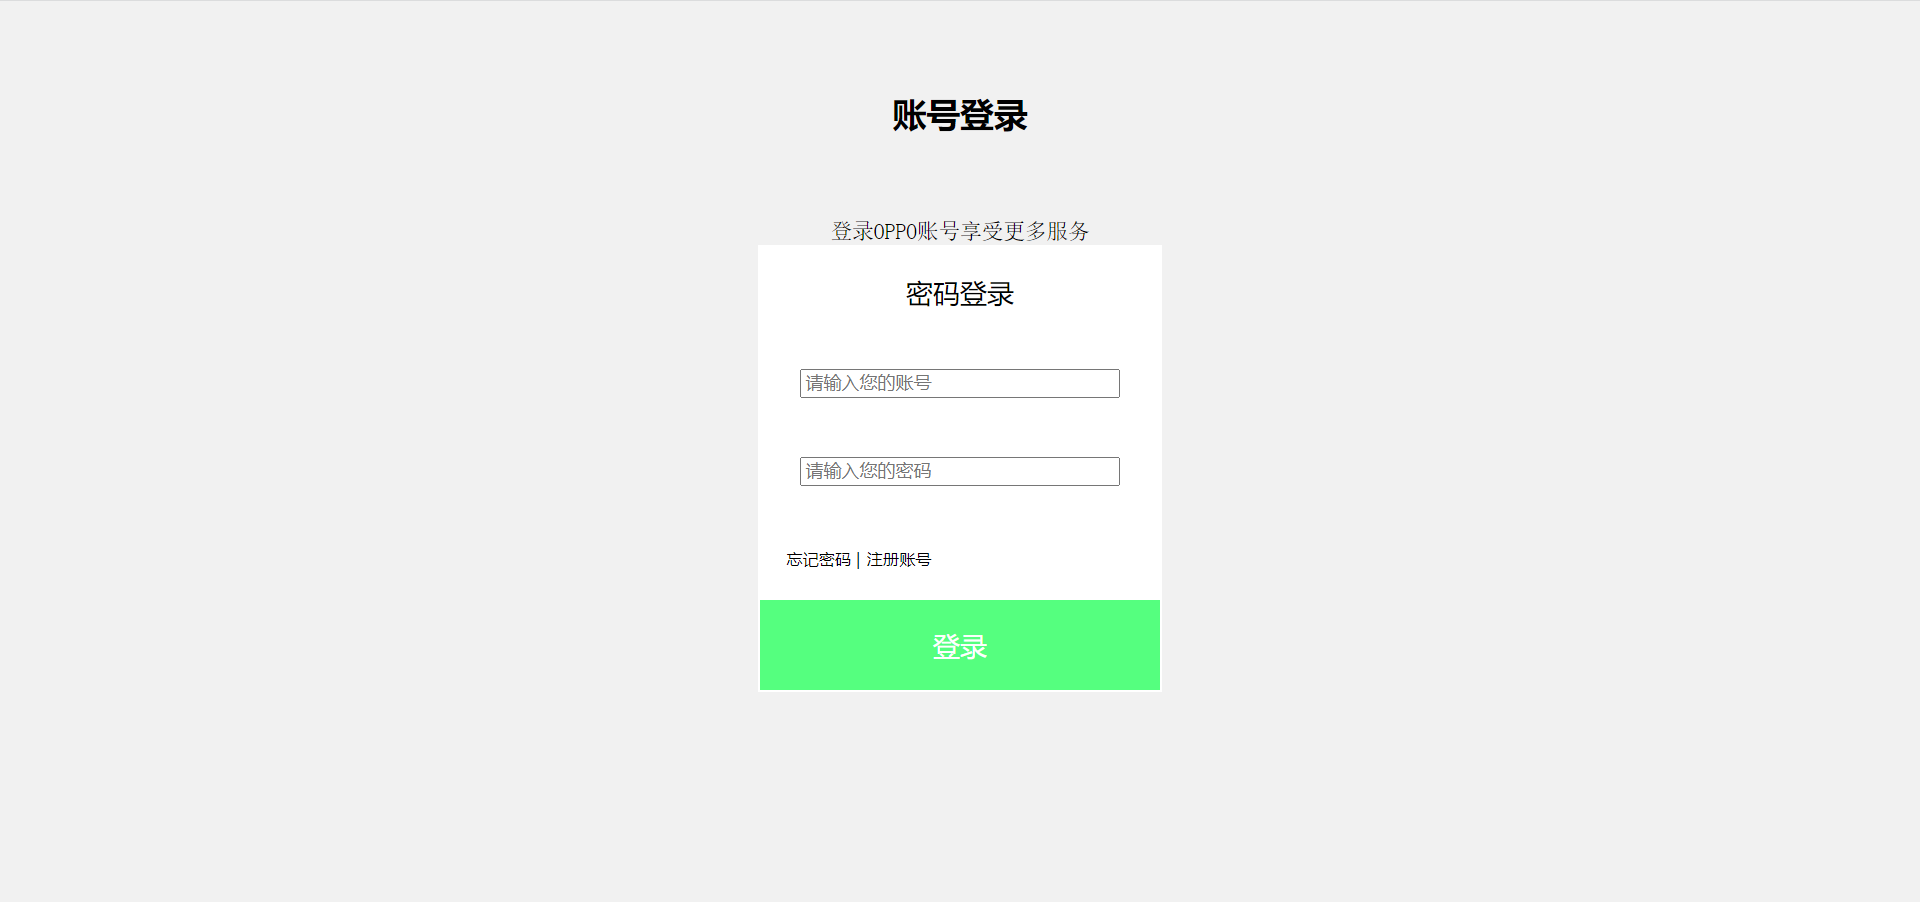 账号登录
登录OPPO账号享受更多服务
密码登录
请输入您的账号
请输入您的密码
忘记密码 | 注册账号
登录